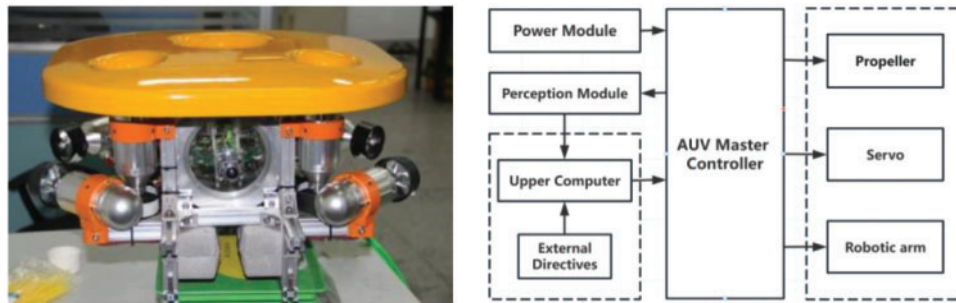 Power Module
Perception Module
Upper Computer
External
Directives
AUV Master
Controller
Propeller
Servo
Robotic arm